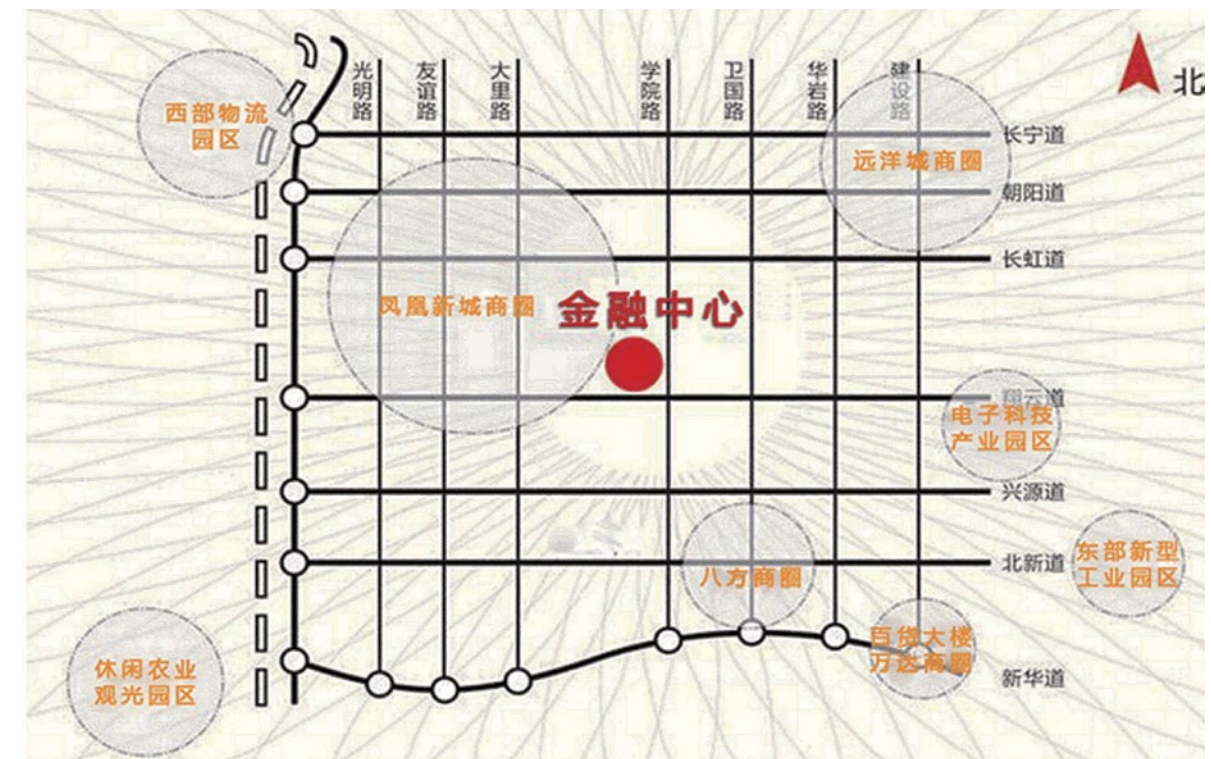 光明路
友谊路
大里路
学院路
卫国路
华岩路
建设路
北
西部物流
园区
长宁道
远洋城商圈
朝阳道
长虹道
凤凰新城商圈
金融中心
翔云道
电子科技
产业园区
兴源道
北新道
东部新型
工业园区
八方商圈
百货大楼
万达商圈
休闲农业
观光园区
新华道